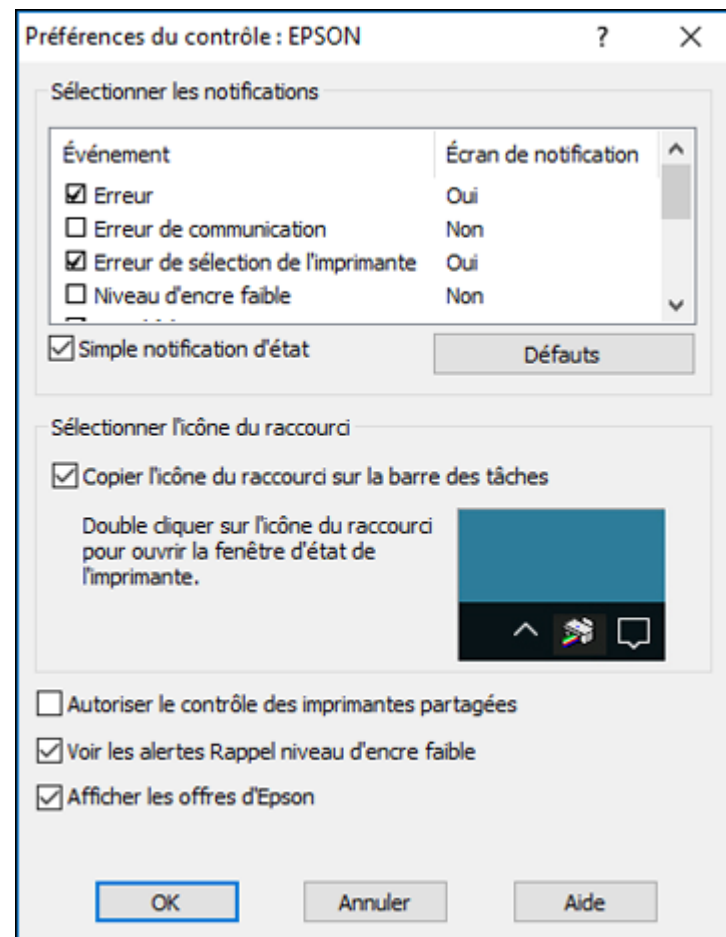 Préférences du contrôle : EPSON ? ×
Sélectionner les notifications
Événement Écran de notification
Erreur Oui
Erreur de communication Non
Erreur de sélection de l'imprimante Oui
Niveau d'encre faible Non
Simple notification d'état Défauts
Sélectionner l'icône du raccourci
Copier l'icône du raccourci sur la barre des tâches
Double cliquer sur l'icône du raccourci
pour ouvrir la fenêtre d'état de
l'imprimante.
Autoriser le contrôle des imprimantes partagées
Voir les alertes Rappel niveau d'encre faible
Afficher les offres d'Epson
OK Annuler Aide